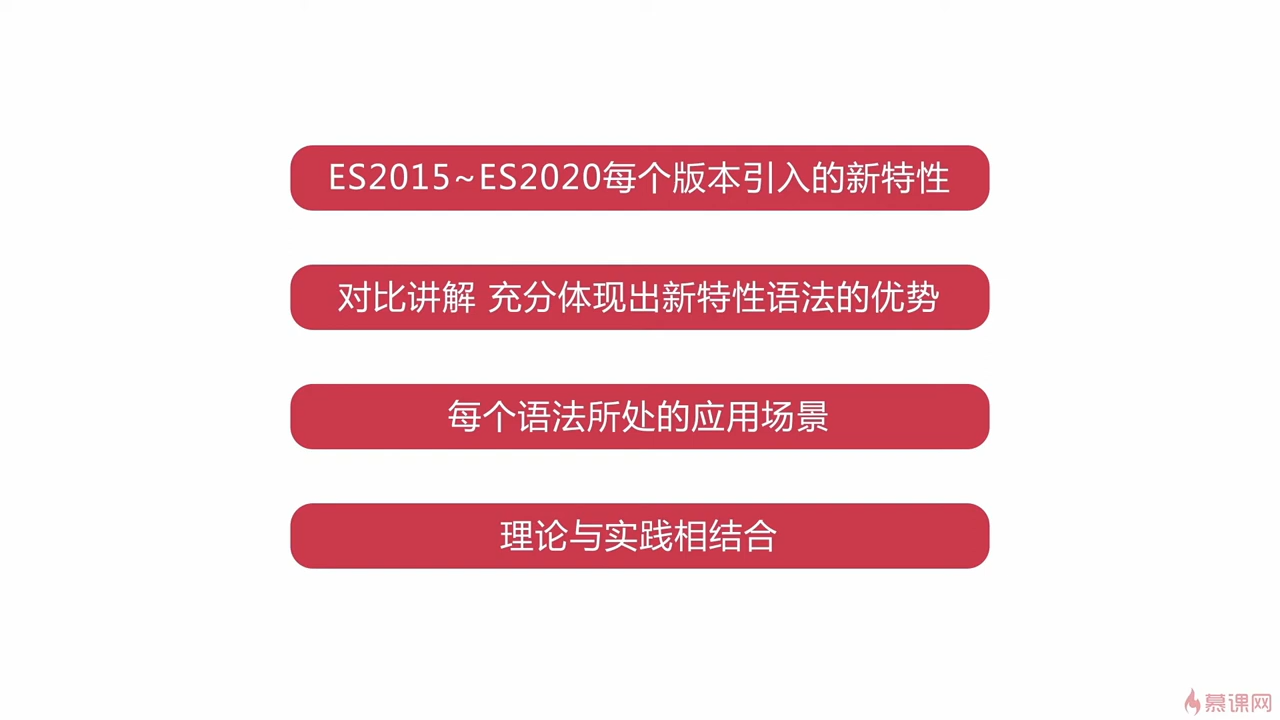 ES2015~ES2020每个版本引入的新特性
对比讲解 充分体现出新特性语法的优势
每个语法所处的应用场景
理论与实践相结合
慕课网